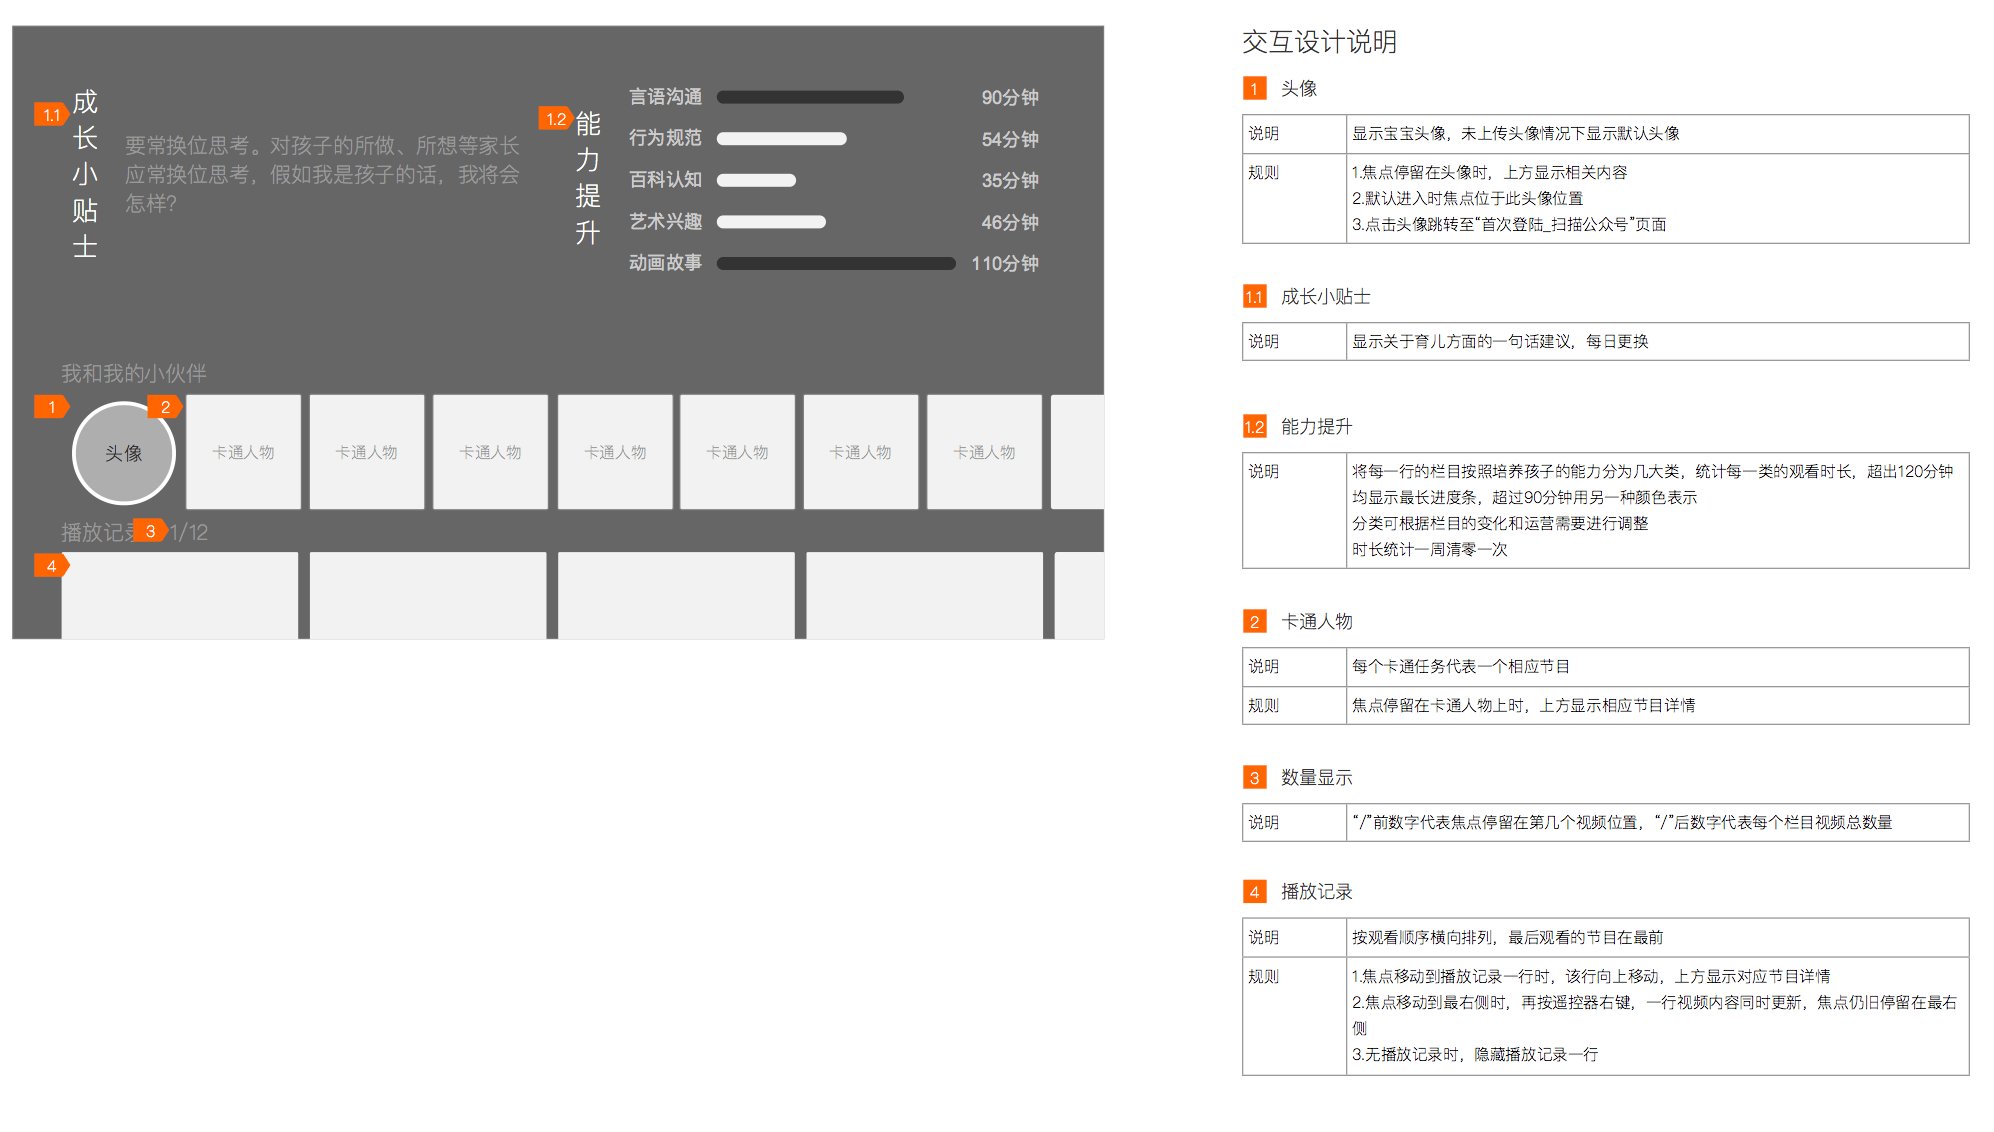 1.1
成
长
小
贴
士
要常换位思考。对孩子的所做、所想等家长
应常换位思考，假如我是孩子的话，我将会
怎样？
1.2
能
力
提
升
言语沟通 90分钟
行为规范 54分钟
百科认知 35分钟
艺术兴趣 46分钟
动画故事 110分钟
我和我的小伙伴
1
头像
2
卡通人物
卡通人物
卡通人物
卡通人物
卡通人物
卡通人物
卡通人物
播放记录 3 1/12
4
交互设计说明
1 头像
说明 显示宝宝头像，未上传头像情况下显示默认头像
规则 1.焦点停留在头像时，上方显示相关内容
2.默认进入时焦点位于此头像位置
3.点击头像跳转至“首次登陆_扫描公众号”页面
1.1 成长小贴士
说明 显示关于育儿方面的一句话建议，每日更换
1.2 能力提升
说明 将每一行的栏目按照培养孩子的能力分为几大类，统计每一类的观看时长，超出120分钟
均显示最长进度条，超过90分钟用另一种颜色表示
分类可根据栏目的变化和运营需要进行调整
时长统计一周清零一次
2 卡通人物
说明 每个卡通任务代表一个相应节目
规则 焦点停留在卡通人物上时，上方显示相应节目详情
3 数量显示
说明 “/”前数字代表焦点停留在第几个视频位置，“/”后数字代表每个栏目视频总数量
4 播放记录
说明 按观看顺序横向排列，最后观看的节目在最前
规则 1.焦点移动到播放记录一行时，该行向上移动，上方显示对应节目详情
2.焦点移动到最右侧时，再按遥控器右键，一行视频内容同时更新，焦点仍旧停留在最右
侧
3.无播放记录时，隐藏播放记录一行